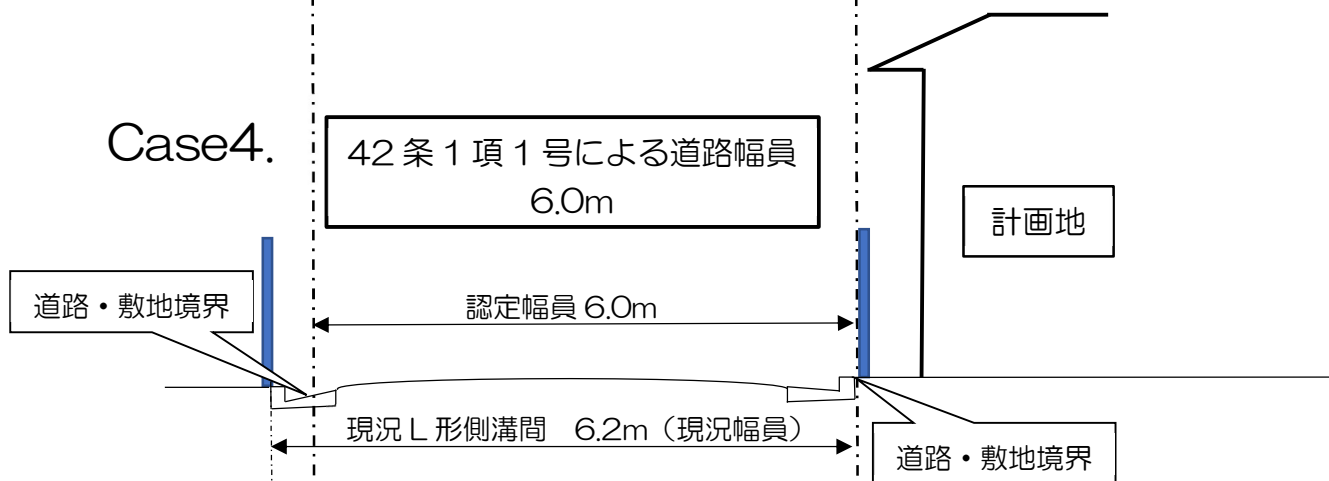 Case4.
42条1項1号による道路幅員
6.0m
計画地
道路・敷地境界
認定幅員6.0m
現況L形側溝間　6.2m（現況幅員）
道路・敷地境界